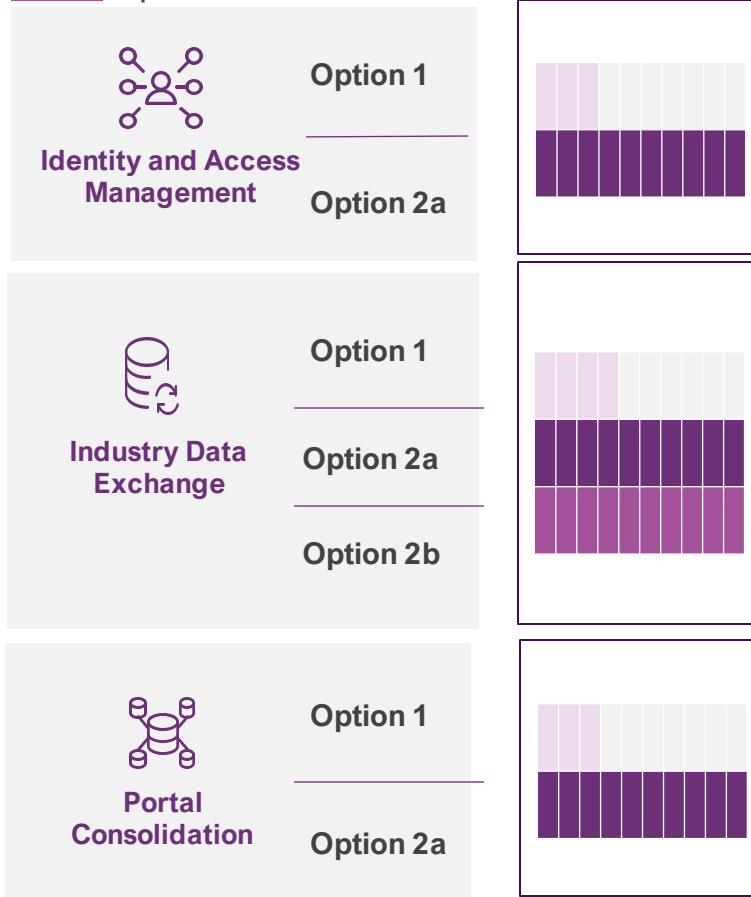 Option 1
Identity and Access
Management
Option 2a
Option 1
Industry Data
Exchange
Option 2a
Option 2b
Option 1
Portal
Consolidation
Option 2a